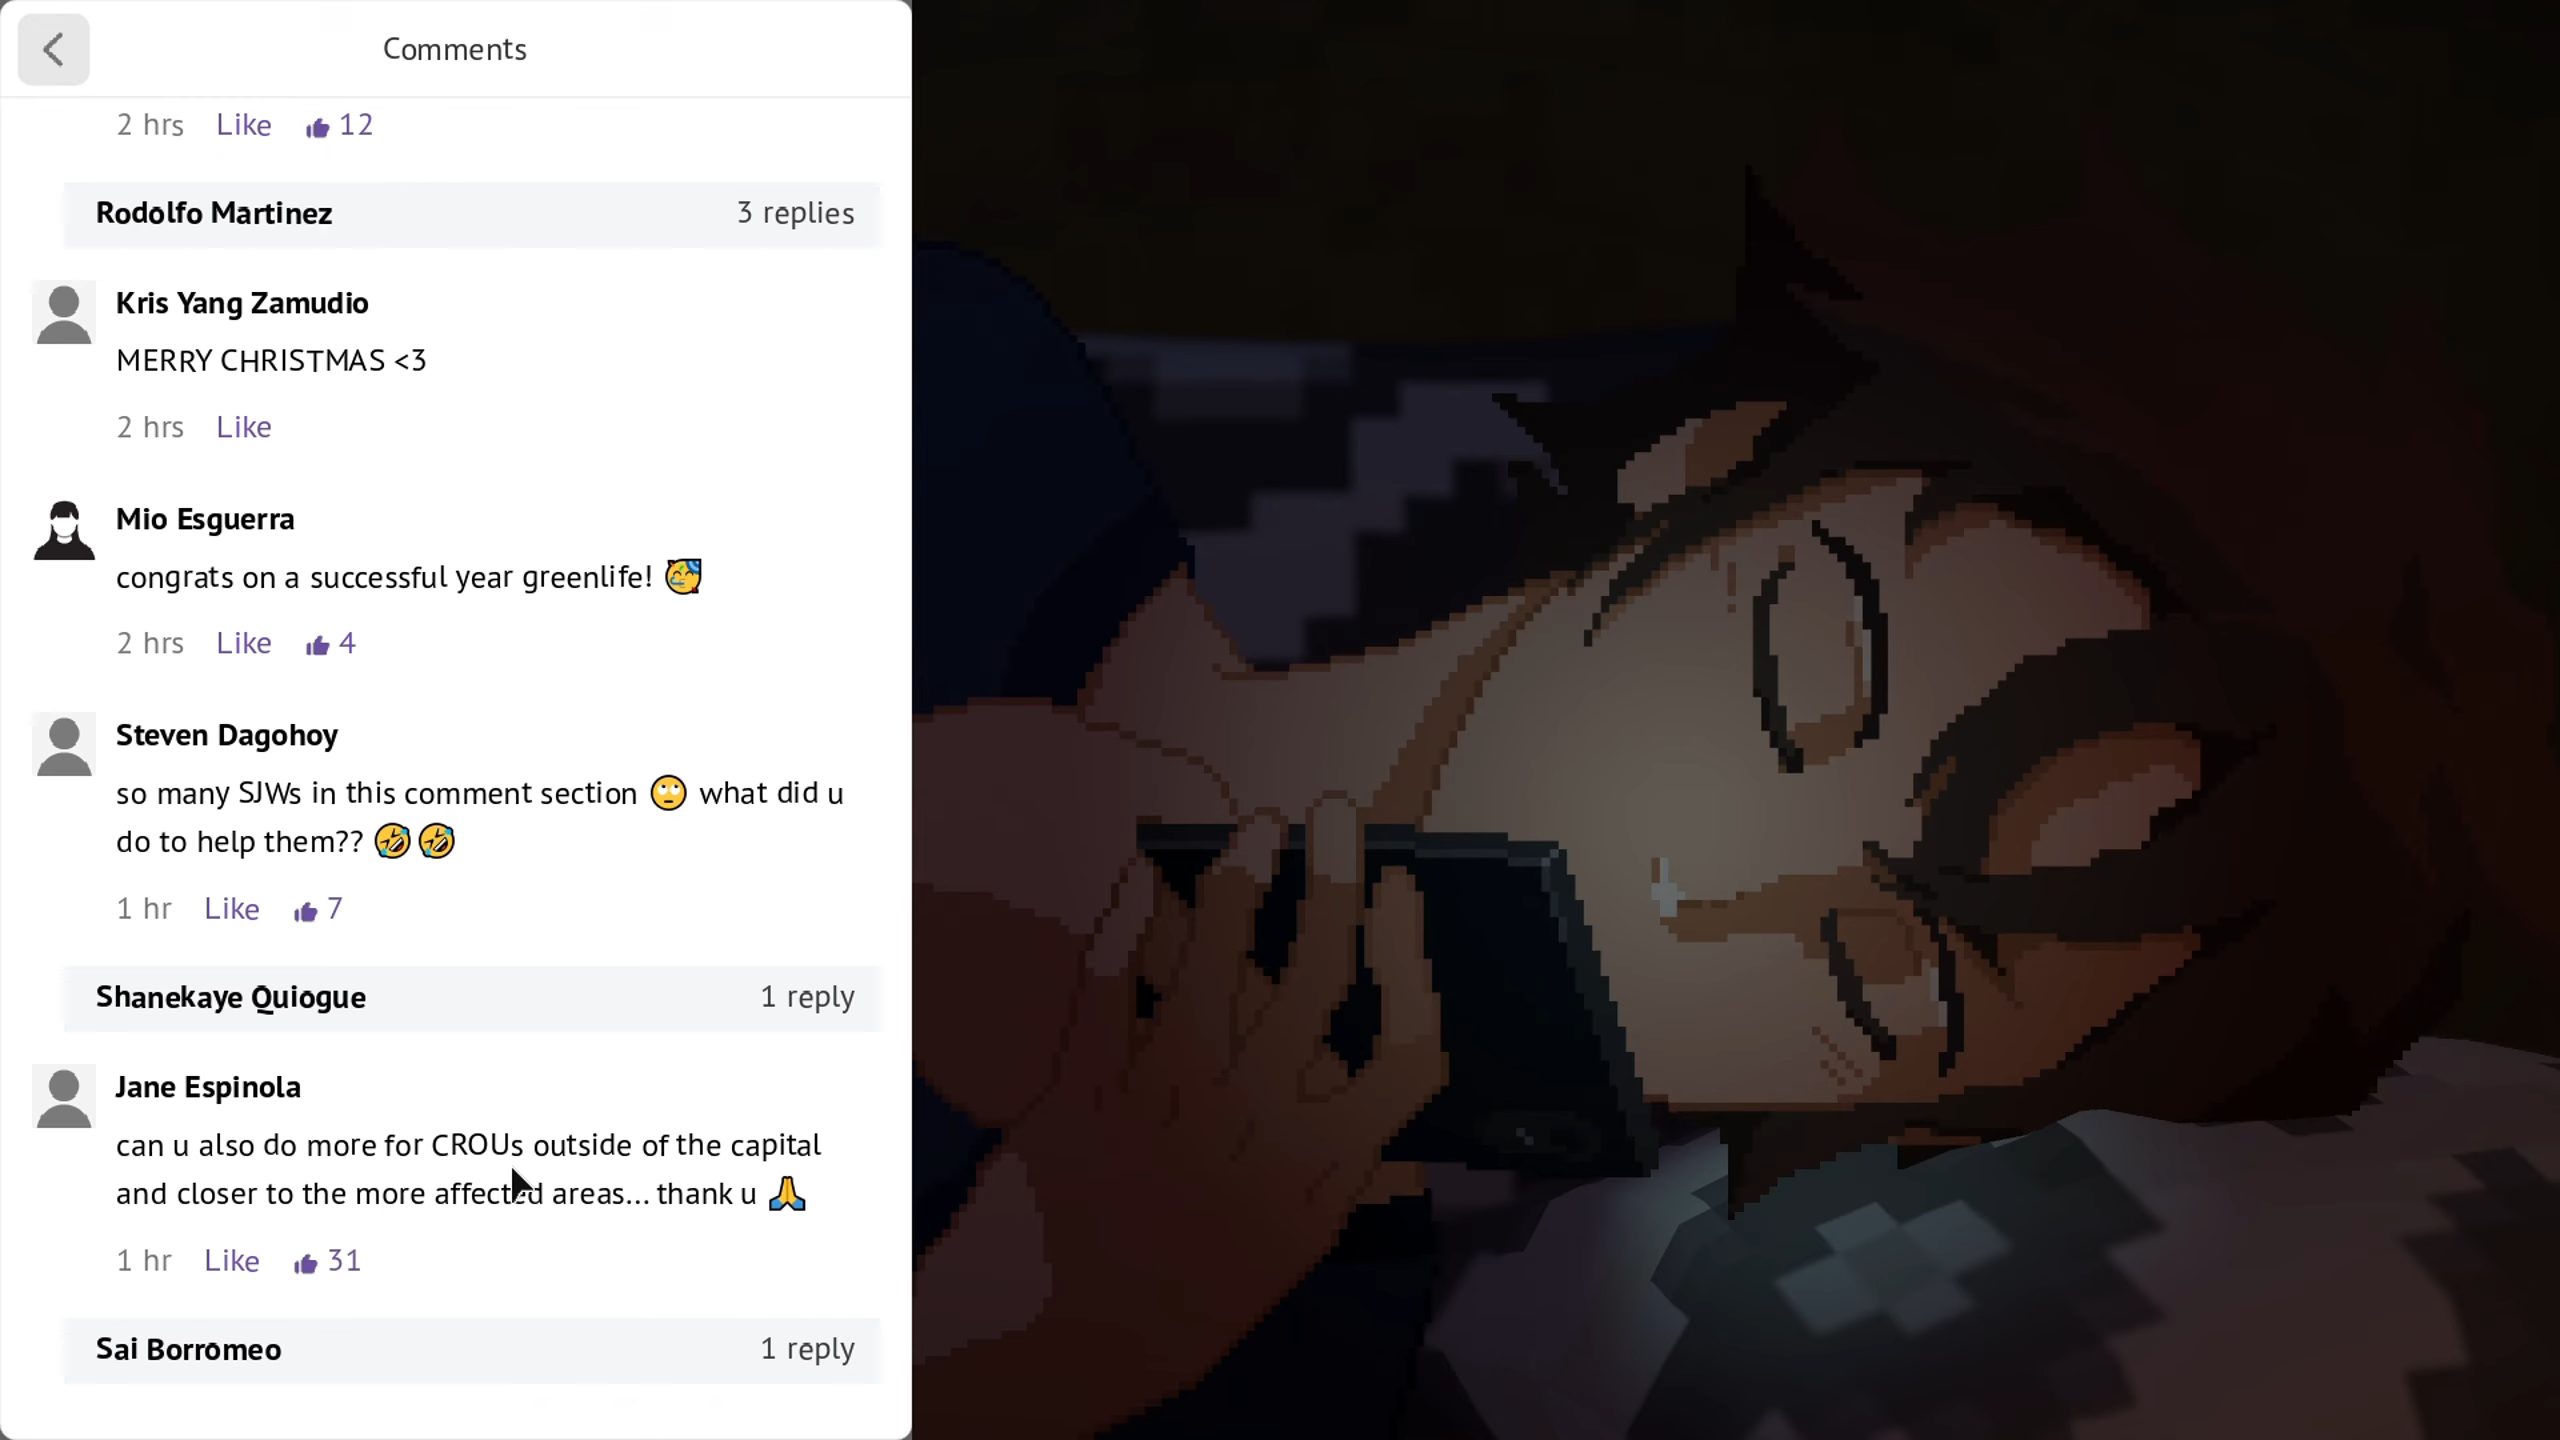 Comments
2 hrs Like 12
Rodolfo Martinez 3 replies
Kris Yang Zamudio
MERRY CHRISTMAS <3
2 hrs Like
Mio Esguerra
congrats on a successful year greenlife! 🥳
2 hrs Like 4
Steven Dagohoy
so many SJWs in this comment section 🙄 what did u
do to help them?? 🤣🤣
1 hr Like 7
Shanekaye Quiogue 1 reply
Jane Espinola
can u also do more for CROUs outside of the capital
and closer to the more affected areas... thank u 🙏
1 hr Like 31
Sai Borromeo 1 reply